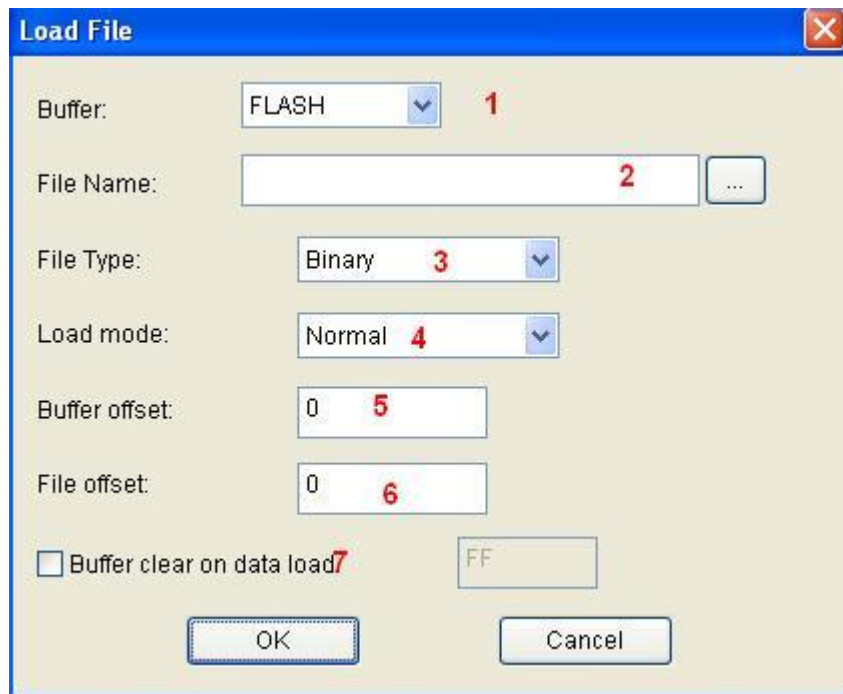 Load File
Buffer: FLASH 1
File Name: 2 ...
File Type: Binary 3
Load mode: Normal 4
Buffer offset: 0 5
File offset: 0 6
Buffer clear on data load 7 FF
OK Cancel